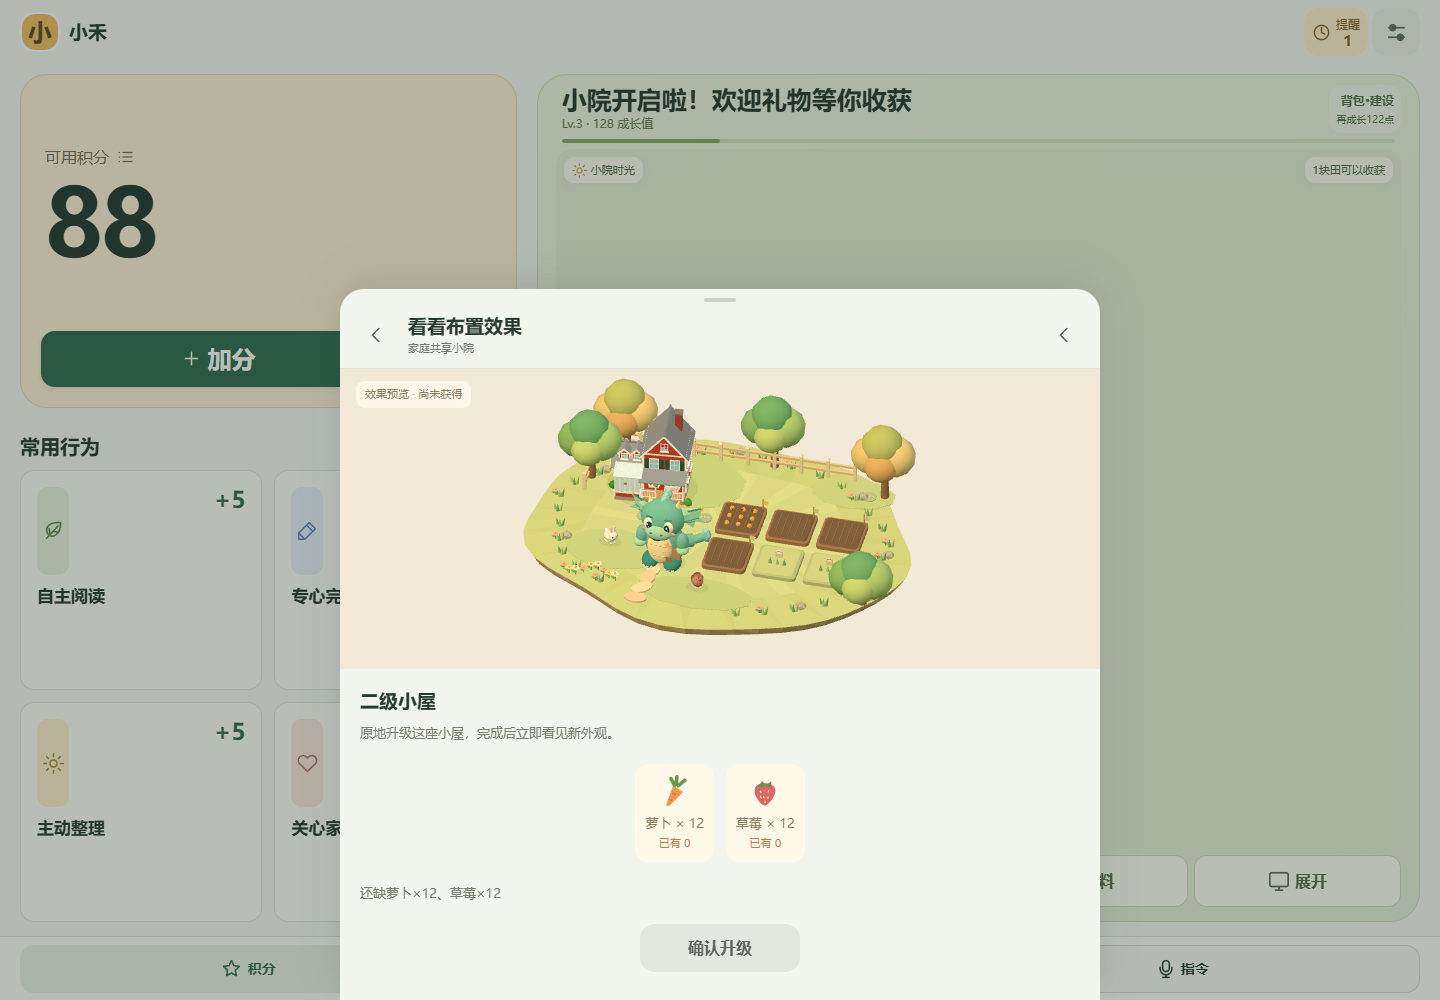 小 小禾
提醒
1
可用积分
88
+ 加分
小院开启啦！欢迎礼物等你收获
Lv.3 · 128 成长值
背包•建设
再成长122点
小院时光
1块田可以收获
常用行为
+5
自主阅读
专心完
+5
主动整理
关心家
看看布置效果
家庭共享小院
效果预览 · 尚未获得
二级小屋
原地升级这座小屋，完成后立即看见新外观。
萝卜 × 12
已有 0
草莓 × 12
已有 0
还缺萝卜×12、草莓×12
确认升级
料
展开
积分
指令